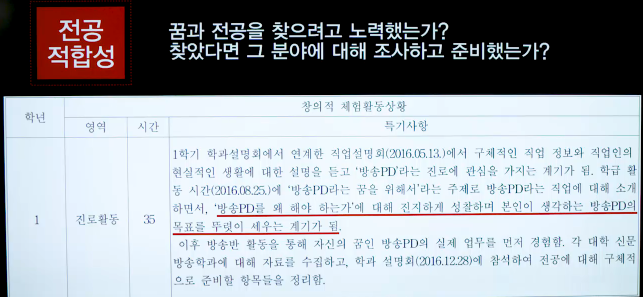 전공
적합성
꿈과 전공을 찾으려고 노력했는가?
찾았다면 그 분야에 대해 조사하고 준비했는가?
학년
창의적 체험활동상황
영역
시간
특기사항
1
진로활동
35
1학기 학과설명회에서 연계한 직업설명회(2016.05.13.)에서 구체적인 직업 정보와 직업인의
현실적인 생활에 대한 설명을 듣고 '방송PD'라는 진로에 관심을 가지는 계기가 됨. 학급 활
동 시간(2016.08.25.)에 '방송PD라는 꿈을 위해서'라는 주제로 방송PD라는 직업에 대해 소개
하면서, '방송PD를 왜 해야 하는가'에 대해 진지하게 성찰하며 본인이 생각하는 방송PD의
목표를 뚜렷이 세우는 계기가 됨.
이후 방송반 활동을 통해 자신의 꿈인 방송PD의 실제 업무를 먼저 경험함. 각 대학 신문
방송학과에 대해 자료를 수집하고, 학과 설명회(2016.12.28)에 참석하여 전공에 대해 구체적
으로 준비할 항목들을 정리함.